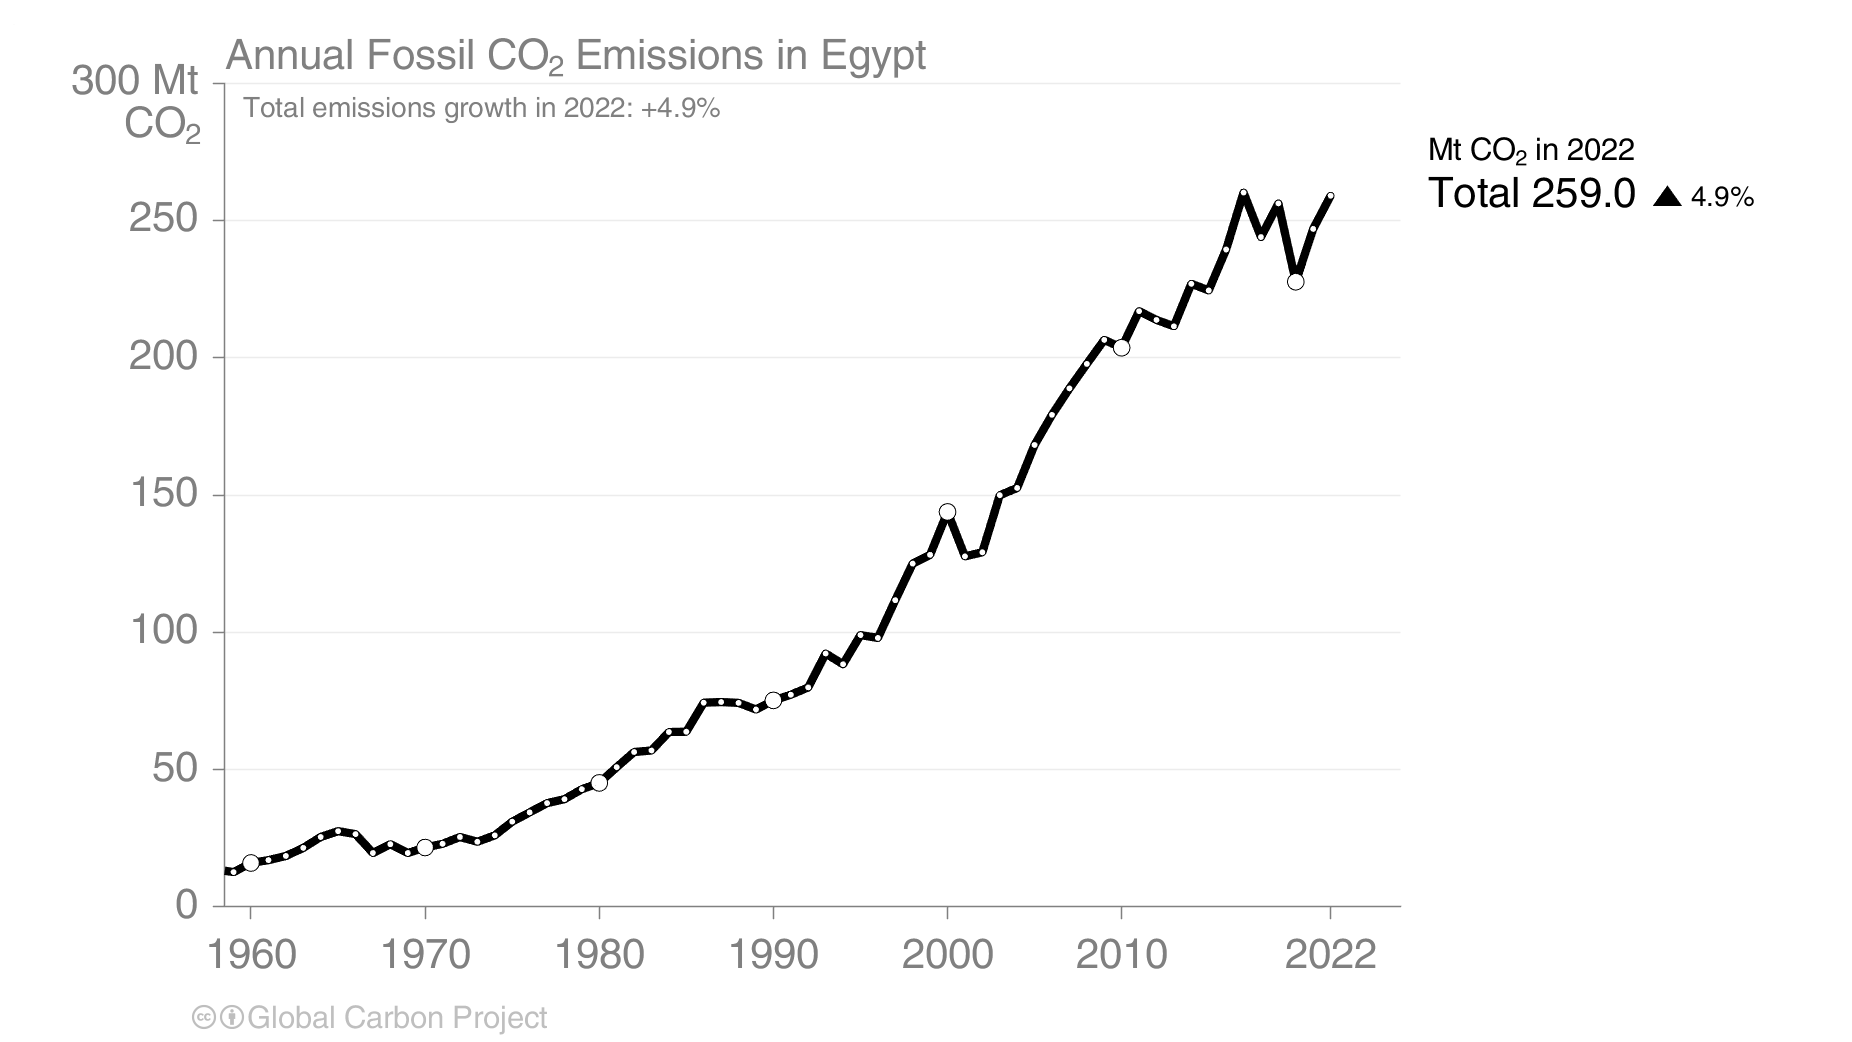 Annual Fossil CO₂ Emissions in Egypt
300 Mt
CO₂
Total emissions growth in 2022: +4.9%
Mt CO₂ in 2022
Total 259.0 ▲ 4.9%
250
200
150
100
50
0
1960 1970 1980 1990 2000 2010 2022
cc Global Carbon Project